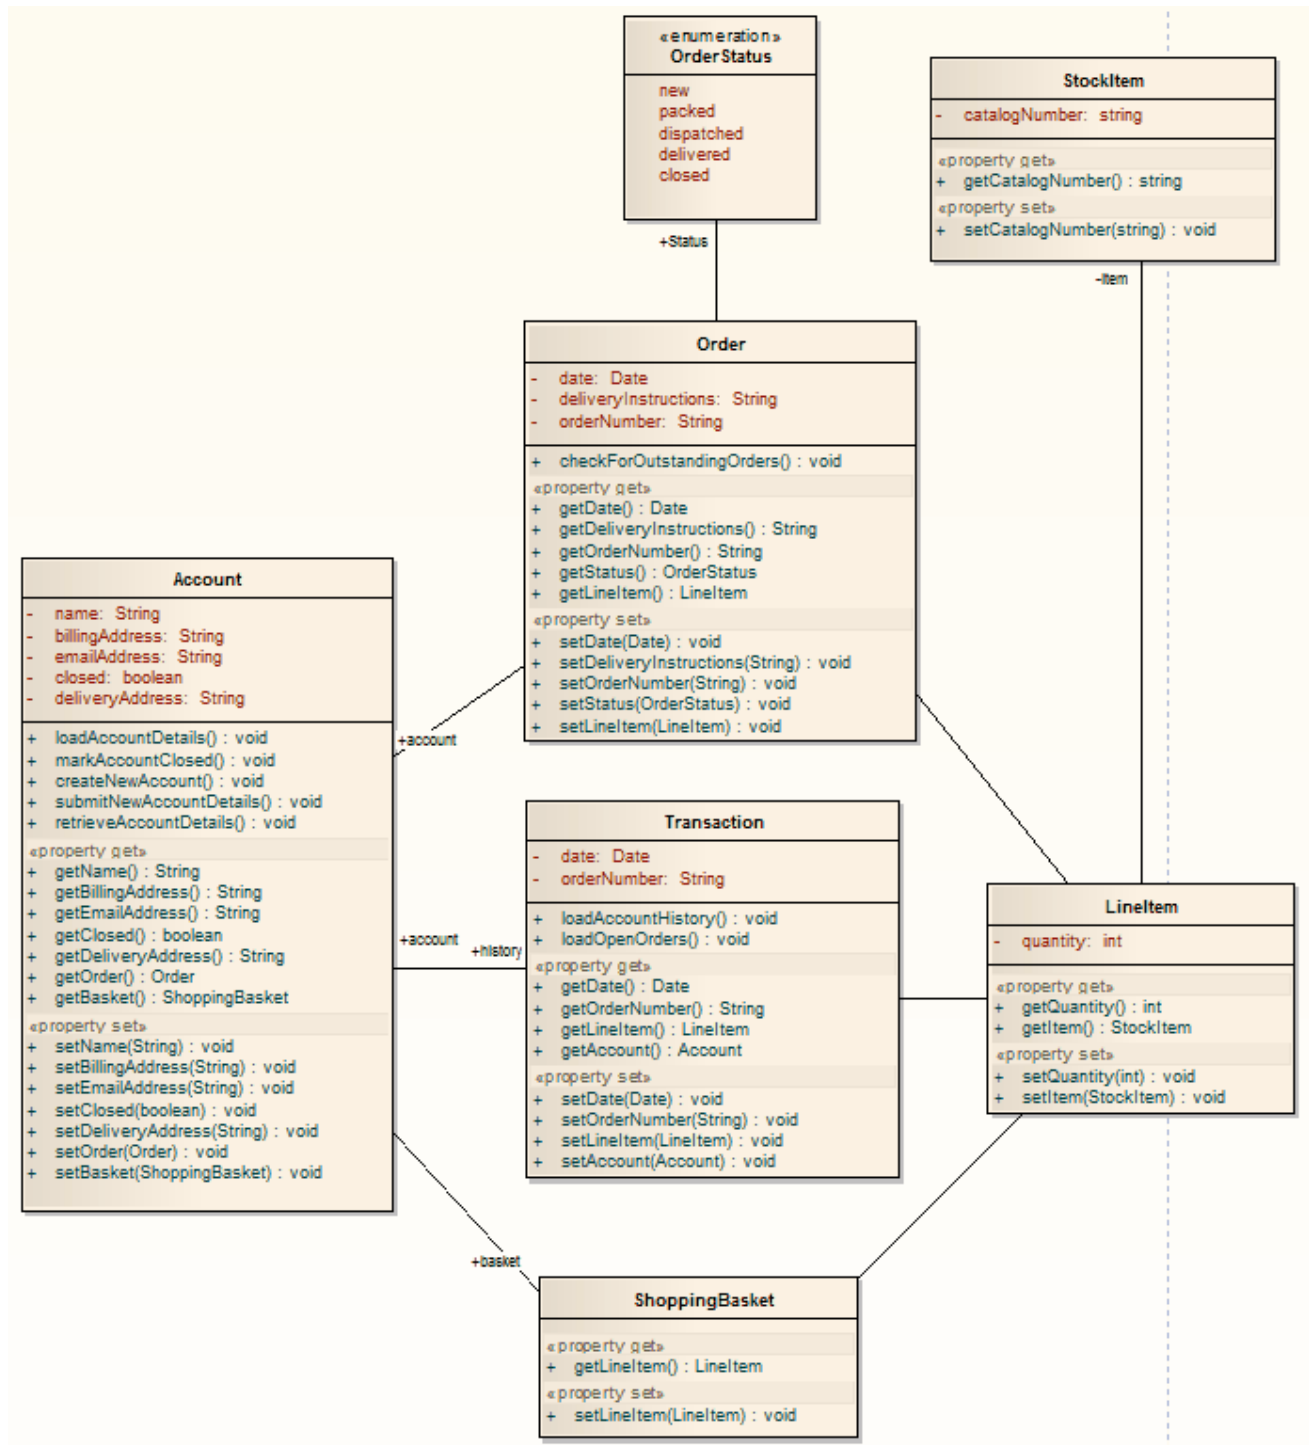 «enumeration»
OrderStatus
new
packed
dispatched
delivered
closed
+Status
StockItem
- catalogNumber: string
«property get»
+ getCatalogNumber() : string
«property set»
+ setCatalogNumber(string) : void
-item
Order
- date: Date
- deliveryInstructions: String
- orderNumber: String
+ checkForOutstandingOrders() : void
«property get»
+ getDate() : Date
+ getDeliveryInstructions() : String
+ getOrderNumber() : String
+ getStatus() : OrderStatus
+ getLineItem() : LineItem
«property set»
+ setDate(Date) : void
+ setDeliveryInstructions(String) : void
+ setOrderNumber(String) : void
+ setStatus(OrderStatus) : void
+ setLineItem(LineItem) : void
Account
- name: String
- billingAddress: String
- emailAddress: String
- closed: boolean
- deliveryAddress: String
+ loadAccountDetails() : void
+ markAccountClosed() : void
+ createNewAccount() : void
+ submitNewAccountDetails() : void
+ retrieveAccountDetails() : void
«property get»
+ getName() : String
+ getBillingAddress() : String
+ getEmailAddress() : String
+ getClosed() : boolean
+ getDeliveryAddress() : String
+ getOrder() : Order
+ getBasket() : ShoppingBasket
«property set»
+ setName(String) : void
+ setBillingAddress(String) : void
+ setEmailAddress(String) : void
+ setClosed(boolean) : void
+ setDeliveryAddress(String) : void
+ setOrder(Order) : void
+ setBasket(ShoppingBasket) : void
+account
+account
+history
+basket
Transaction
- date: Date
- orderNumber: String
+ loadAccountHistory() : void
+ loadOpenOrders() : void
«property get»
+ getDate() : Date
+ getOrderNumber() : String
+ getLineItem() : LineItem
+ getAccount() : Account
«property set»
+ setDate(Date) : void
+ setOrderNumber(String) : void
+ setLineItem(LineItem) : void
+ setAccount(Account) : void
LineItem
- quantity: int
«property get»
+ getQuantity() : int
+ getItem() : StockItem
«property set»
+ setQuantity(int) : void
+ setItem(StockItem) : void
ShoppingBasket
«property get»
+ getLineItem() : LineItem
«property set»
+ setLineItem(LineItem) : void